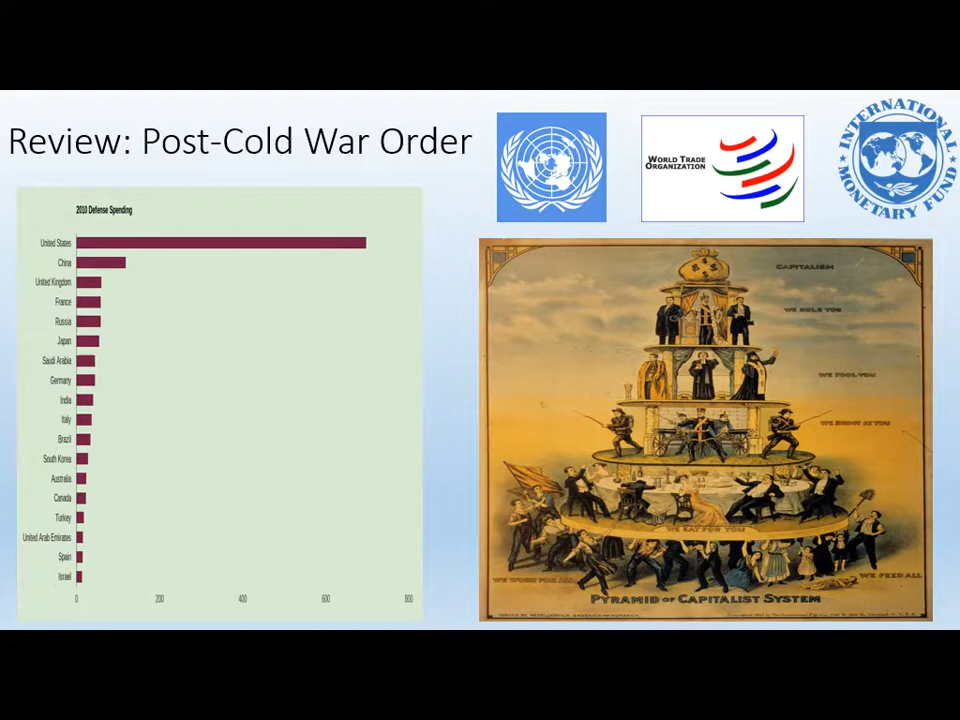 Review: Post-Cold War Order
WORLD TRADE
ORGANIZATION
INTERNATIONAL
MONETARY FUND
2010 Defense Spending
United States
China
United Kingdom
France
Russia
Japan
Saudi Arabia
Germany
India
Italy
Brazil
South Korea
Australia
Canada
Turkey
United Arab Emirates
Spain
Israel
0 200 400 600 800
CAPITALISM
WE RULE YOU
WE FOOL YOU
WE SHOOT AT YOU
WE EAT FOR YOU
WE WORK FOR ALL
WE FEED ALL
PYRAMID OF CAPITALIST SYSTEM